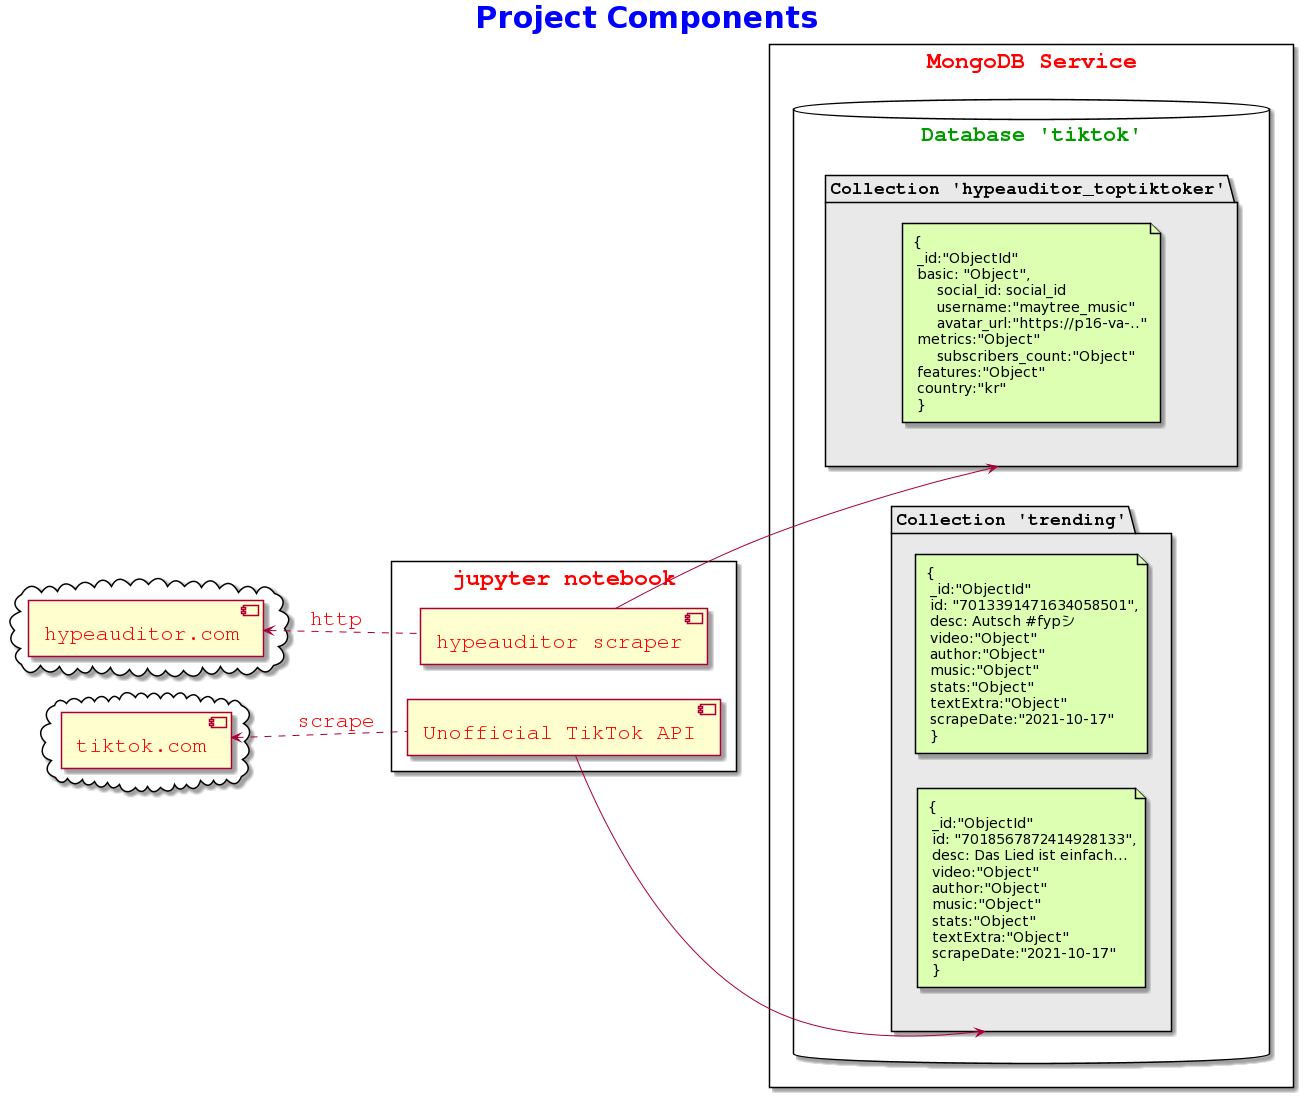 Project Components
MongoDB Service
Database 'tiktok'
Collection 'hypeauditor_toptiktoker'
{
_id:"ObjectId"
basic: "Object",
social_id: social_id
username:"maytree_music"
avatar_url:"https://p16-va-.."
metrics:"Object"
subscribers_count:"Object"
features:"Object"
country:"kr"
}
Collection 'trending'
{
_id:"ObjectId"
id: "7013391471634058501",
desc: Autsch #fypシ
video:"Object"
author:"Object"
music:"Object"
stats:"Object"
textExtra:"Object"
scrapeDate:"2021-10-17"
}
{
_id:"ObjectId"
id: "7018567872414928133",
desc: Das Lied ist einfach...
video:"Object"
author:"Object"
music:"Object"
stats:"Object"
textExtra:"Object"
scrapeDate:"2021-10-17"
}
jupyter notebook
hypeauditor scraper
Unofficial TikTok API
http
scrape
hypeauditor.com
tiktok.com